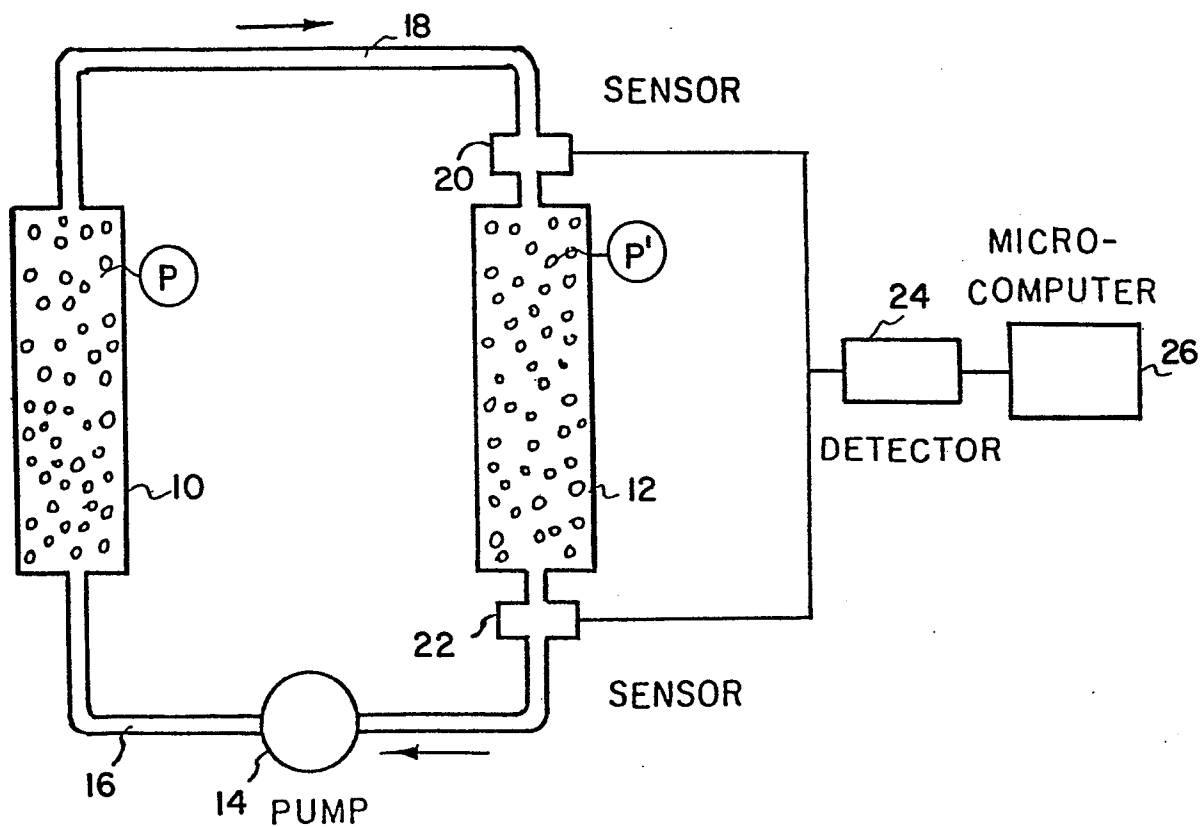 18
SENSOR
20
P
P'
MICRO-
COMPUTER
24
26
DETECTOR
10
12
22
SENSOR
16
14
PUMP